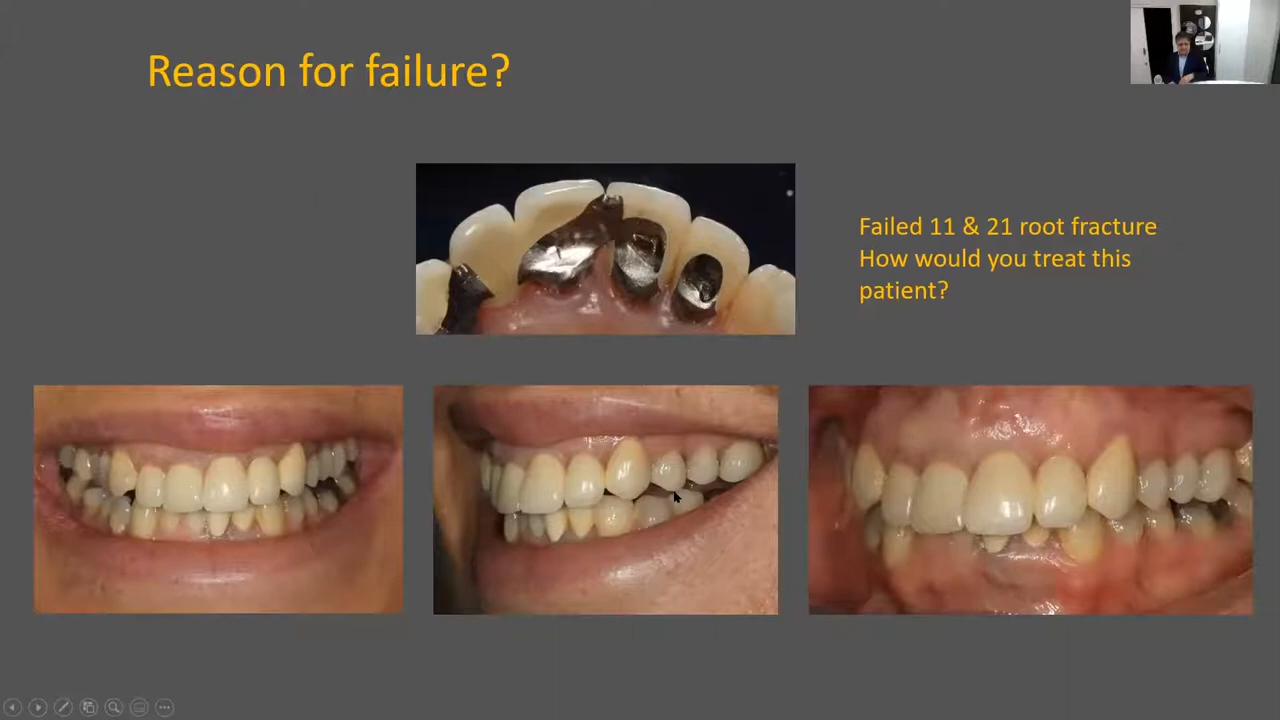 Reason for failure?
Failed 11 & 21 root fracture
How would you treat this
patient?